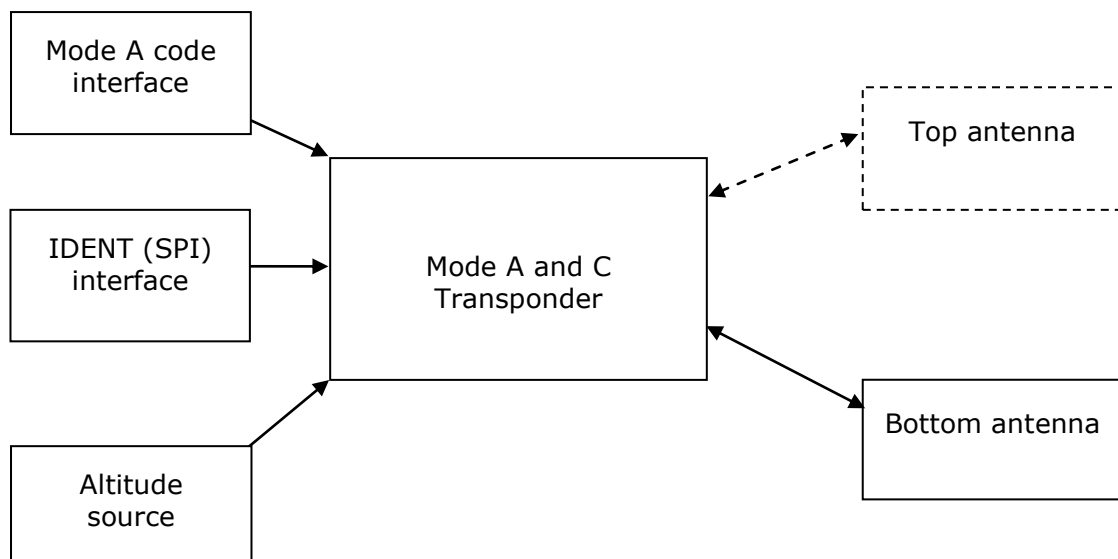 Mode A code
interface
Top antenna
IDENT (SPI)
interface
Mode A and C
Transponder
Bottom antenna
Altitude
source